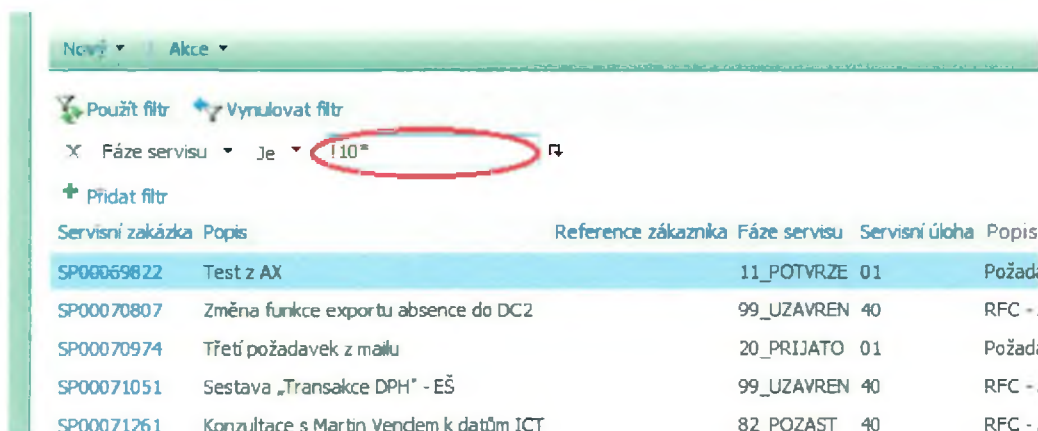 Nový Akce
Použít filtr Vynulovat filtr
× Fáze servisu Je !10*
+ Přidat filtr
Servisní zakázka Popis Reference zákazníka Fáze servisu Servisní úloha Popis
SP00069822 Test z AX 11_POTVRZE 01 Požada
SP00070807 Změna funkce exportu absence do DC2 99_UZAVREN 40 RFC -
SP00070974 Třetí požadavek z mailu 20_PRIJATO 01 Požada
SP00071051 Sestava „Transakce DPH" - EŠ 99_UZAVREN 40 RFC -
SP00071261 Konzultace s Martin Vendem k datům ICT 82_POZAST 40 RFC -